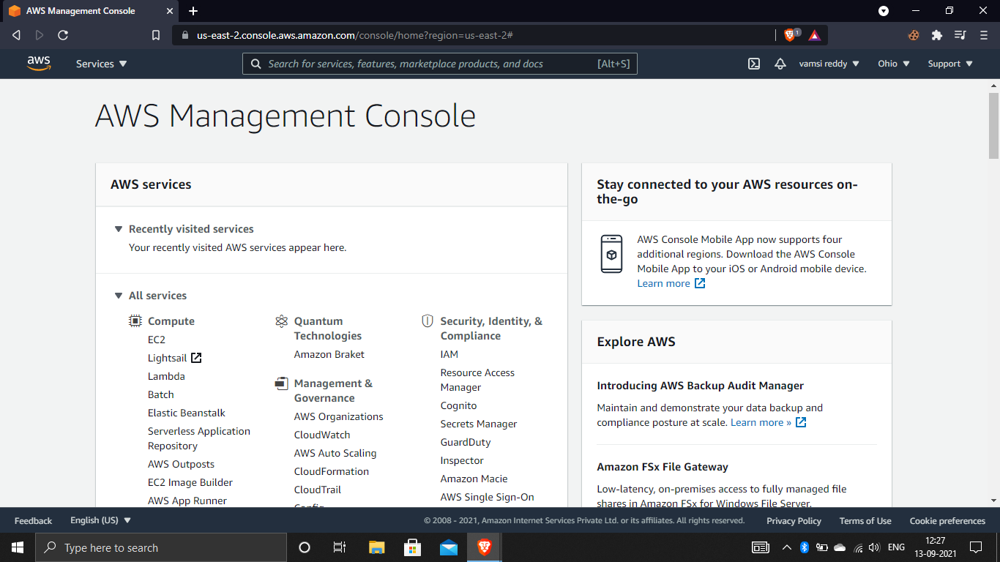 AWS Management Console
us-east-2.console.aws.amazon.com/console/home?region=us-east-2#
1
aws
Services
Search for services, features, marketplace products, and docs [Alt+S]
vamsi reddy
Ohio
Support
AWS Management Console
AWS services
Recently visited services
Your recently visited AWS services appear here.
All services
Compute
EC2
Lightsail
Lambda
Batch
Elastic Beanstalk
Serverless Application
Repository
AWS Outposts
EC2 Image Builder
AWS App Runner
Quantum
Technologies
Amazon Braket
Management &
Governance
AWS Organizations
CloudWatch
AWS Auto Scaling
CloudFormation
CloudTrail
Config
Security, Identity, &
Compliance
IAM
Resource Access
Manager
Cognito
Secrets Manager
GuardDuty
Inspector
Amazon Macie
AWS Single Sign-On
Stay connected to your AWS resources on-
the-go
AWS Console Mobile App now supports four
additional regions. Download the AWS Console
Mobile App to your iOS or Android mobile device.
Learn more
Explore AWS
Introducing AWS Backup Audit Manager
Maintain and demonstrate your data backup and
compliance posture at scale. Learn more »
Amazon FSx File Gateway
Low-latency, on-premises access to fully managed file
shares in Amazon FSx for Windows File Server.
Feedback
English (US)
© 2008 - 2021, Amazon Internet Services Private Ltd. or its affiliates. All rights reserved.
Privacy Policy
Terms of Use
Cookie preferences
Type here to search
ENG
12:27
13-09-2021